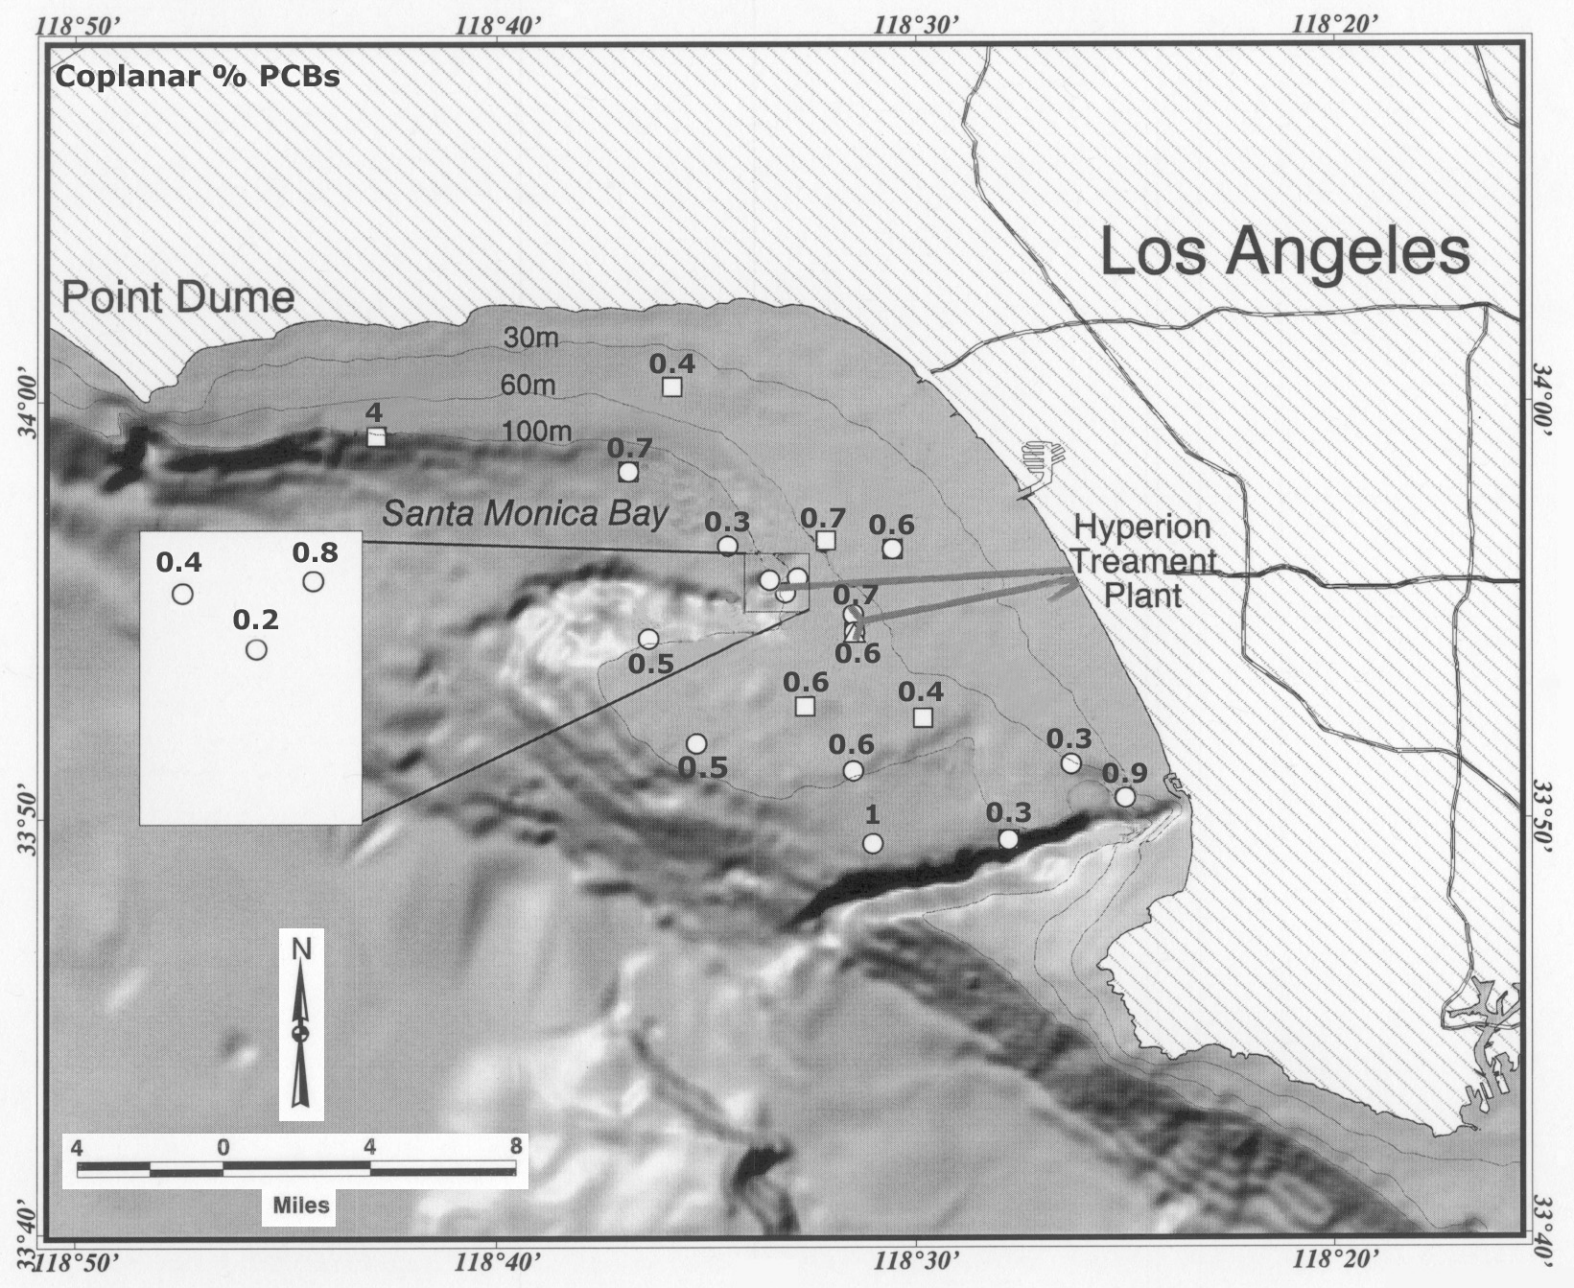 118°50’ 118°40’ 118°30’ 118°20’
Coplanar % PCBs
Los Angeles
Point Dume
30m
0.4
60m
34°00’
34°00’
4
100m
0.7
Santa Monica Bay
0.3
0.7
0.6
Hyperion
Treament
Plant
0.4
0.8
0.2
0.7
0.6
0.5
0.6
0.4
0.5
0.6
0.3
0.9
33°50’
33°50’
1
0.3
N
4 0 4 8
Miles
33°40’
33°40’
118°50’ 118°40’ 118°30’ 118°20’